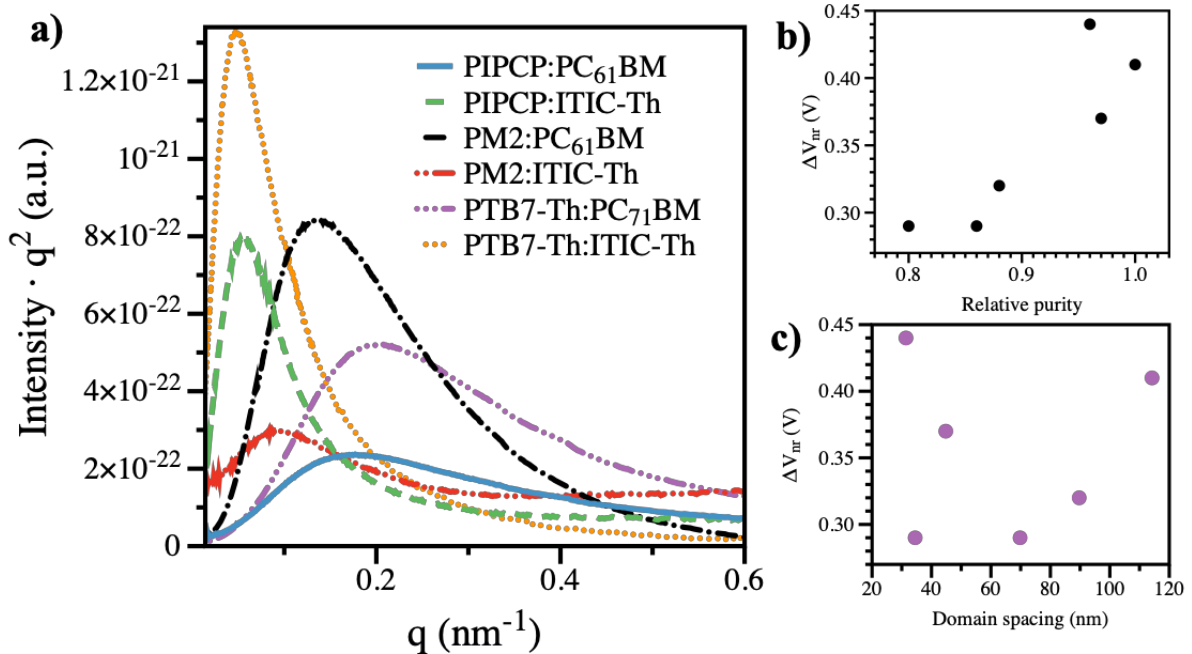 a)
Intensity · q² (a.u.)
1.2×10⁻²¹
10⁻²¹
8×10⁻²²
6×10⁻²²
4×10⁻²²
2×10⁻²²
0
PIPCP:PC₆₁BM
PIPCP:ITIC-Th
PM2:PC₆₁BM
PM2:ITIC-Th
PTB7-Th:PC₇₁BM
PTB7-Th:ITIC-Th
0.2 0.4 0.6
q (nm⁻¹)
b)
ΔVₙᵣ (V)
0.45
0.40
0.35
0.30
0.8 0.9 1.0
Relative purity
c)
ΔVₙᵣ (V)
0.45
0.40
0.45
0.30
20 40 60 80 100 120
Domain spacing (nm)